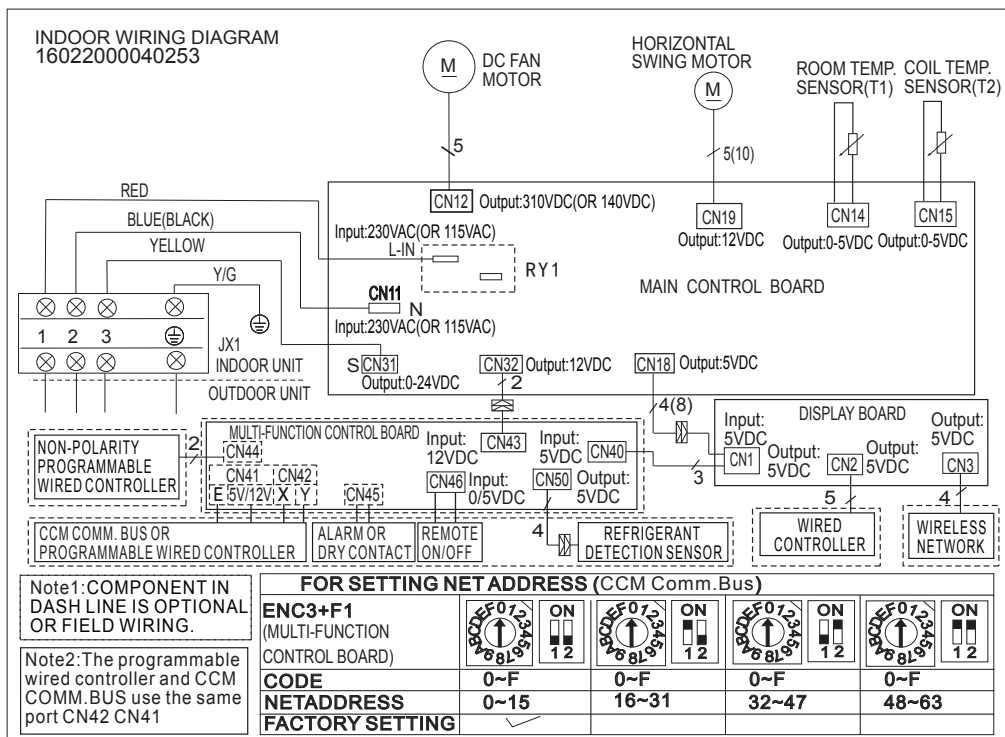 INDOOR WIRING DIAGRAM
16022000040253
M
DC FAN
MOTOR
HORIZONTAL
SWING MOTOR
M
ROOM TEMP.
SENSOR(T1)
COIL TEMP.
SENSOR(T2)
5
5(10)
RED
BLUE(BLACK)
YELLOW
Y/G
CN12
Output:310VDC(OR 140VDC)
CN19
Output:12VDC
CN14
Output:0-5VDC
CN15
Output:0-5VDC
Input:230VAC(OR 115VAC)
L-IN
RY1
MAIN CONTROL BOARD
CN11
N
Input:230VAC(OR 115VAC)
1 2 3
JX1
INDOOR UNIT
OUTDOOR UNIT
S
CN31
Output:0-24VDC
CN32
Output:12VDC
2
CN18
Output:5VDC
4(8)
DISPLAY BOARD
Input:
5VDC
CN1
Output:
5VDC
CN2
Output:
5VDC
Output:
5VDC
CN3
NON-POLARITY
PROGRAMMABLE
WIRED CONTROLLER
2
MULTI-FUNCTION CONTROL BOARD
CN44
CN41
CN42
E
5V/12V
X
Y
CN45
Input:
12VDC
CN43
CN46
Input:
0/5VDC
Input:
5VDC
CN40
CN50
Output:
5VDC
3
5
4
4
CCM COMM. BUS OR
PROGRAMMABLE WIRED CONTROLLER
ALARM OR
DRY CONTACT
REMOTE
ON/OFF
REFRIGERANT
DETECTION SENSOR
WIRED
CONTROLLER
WIRELESS
NETWORK
Note1:COMPONENT IN
DASH LINE IS OPTIONAL
OR FIELD WIRING.
Note2:The programmable
wired controller and CCM
COMM.BUS use the same
port CN42 CN41
FOR SETTING NET ADDRESS (CCM Comm.Bus)
ENC3+F1
(MULTI-FUNCTION
CONTROL BOARD)
0123456789ABCDEF
ON
1 2
0123456789ABCDEF
ON
1 2
0123456789ABCDEF
ON
1 2
0123456789ABCDEF
ON
1 2
CODE 0~F 0~F 0~F 0~F
NETADDRESS 0~15 16~31 32~47 48~63
FACTORY SETTING